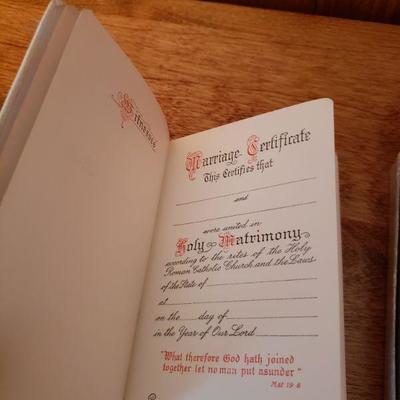 Witnesses
Marriage Certificate
This Certifies that
and
were united in
Holy Matrimony
according to the rites of the Holy
Roman Catholic Church and the Laws
of the State of
at
on the day of
in the Year of Our Lord
"What therefore God hath joined
together let no man put asunder"
Mat 19 6